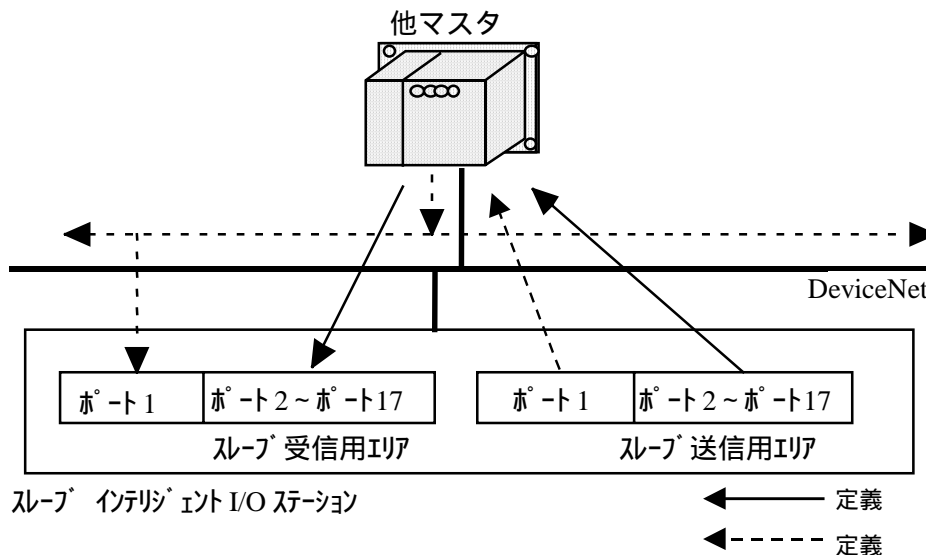 他マスタ
DeviceNet
ﾎﾟｰﾄ1 ﾎﾟｰﾄ2~ﾎﾟｰﾄ17 ﾎﾟｰﾄ1 ﾎﾟｰﾄ2~ﾎﾟｰﾄ17
ｽﾚｰﾌﾞ受信用ｴﾘｱ ｽﾚｰﾌﾞ送信用ｴﾘｱ
ｽﾚｰﾌﾞ ｲﾝﾃﾘｼﾞｪﾝﾄ I/O ｽﾃｰｼｮﾝ
定義
定義